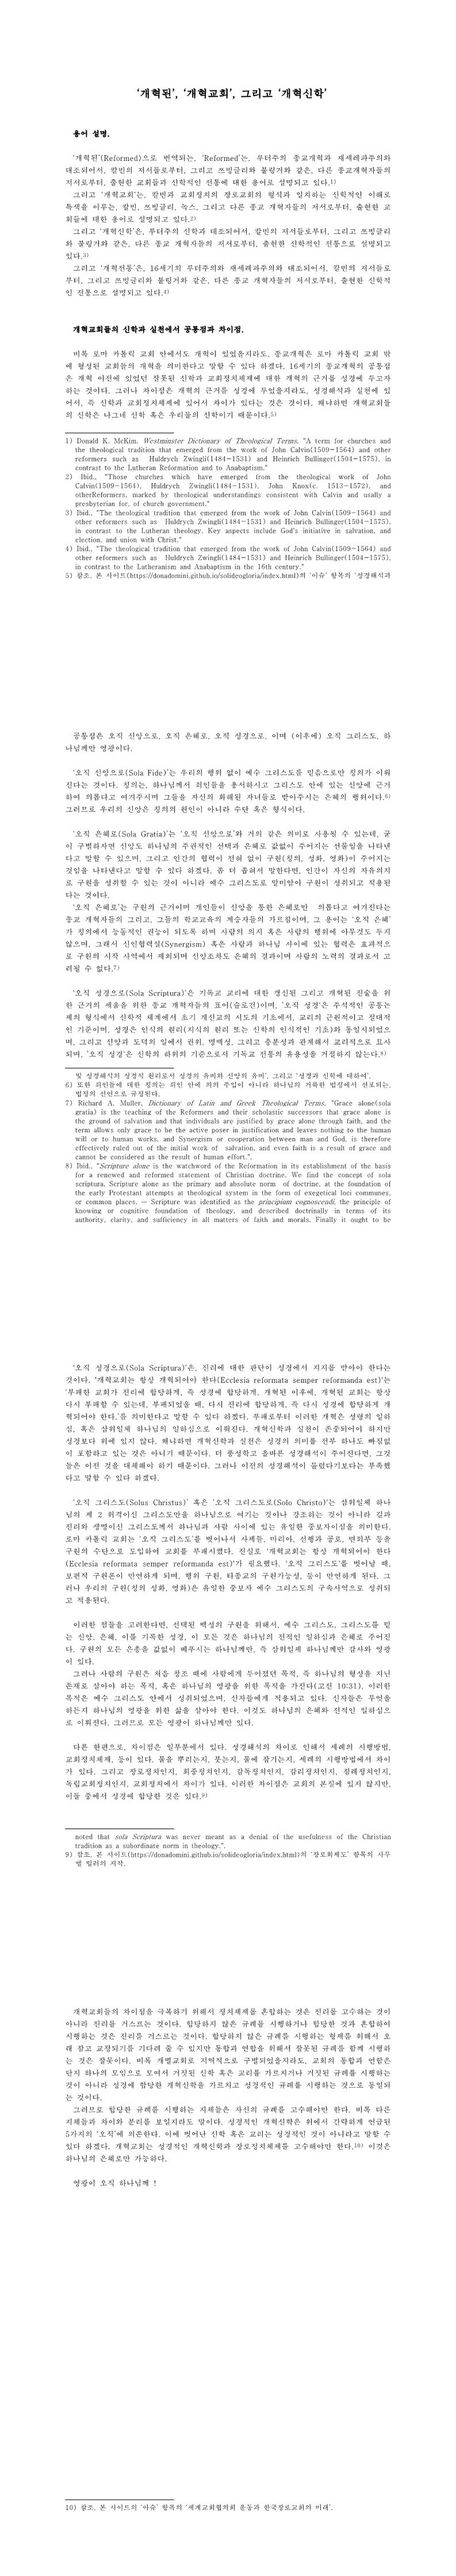 '개혁된', '개혁교회', 그리고 '개혁신학'
용어 설명.
'개혁된'(Reformed)으로 번역되는, 'Reformed'는, 루터주의 종교개혁과 재세례파주의와
대조되어서, 칼빈의 저서들로부터, 그리고 쯔빙글리와 불링거와 같은, 다른 종교개혁자들의
저서로부터, 출현한 교회들과 신학적인 전통에 대한 용어로 설명되고 있다.1)
그리고 '개혁교회'는, 칼빈과 교회정치의 장로교회의 형식과 일치하는 신학적인 이해로
특색을 이루는, 칼빈, 쯔빙글리, 녹스, 그리고 다른 종교 개혁자들의 저서로부터, 출현한 교
회들에 대한 용어로 설명되고 있다.2)
그리고 '개혁신학'은, 루터주의 신학과 대조되어서, 칼빈의 저서들로부터, 그리고 쯔빙글리
와 불링거와 같은, 다른 종교 개혁자들의 저서로부터, 출현한 신학적인 전통으로 설명되고
있다.3)
그리고 '개혁전통'은, 16세기의 루터주의와 재세례파주의와 대조되어서, 칼빈의 저서들로
부터, 그리고 쯔빙글리와 불링거와 같은, 다른 종교 개혁자들의 저서로부터, 출현한 신학적
인 전통으로 설명되고 있다.4)
개혁교회들의 신학과 실천에서 공통점과 차이점.
비록 로마 카톨릭 교회 안에서도 개혁이 있었을지라도, 종교개혁은 로마 카톨릭 교회 밖
에 형성된 교회들의 개혁을 의미한다고 말할 수 있다 하겠다. 16세기의 종교개혁의 공통점
은 개혁 이전에 있었던 잘못된 신학과 교회정치체제에 대한 개혁의 근거를 성경에 두고자
하는 것이다. 그러나 차이점은 개혁의 근거를 성경에 두었을지라도, 성경해석과 실천에 있
어서, 즉 신학과 교회정치체제에 있어서 차이가 있다는 것은 것이다. 왜냐하면 개혁교회들
의 신학은 나그네 신학 혹은 우리들의 신학이기 때문이다.5)
1) Donald K. McKim. Westminster Dictionary of Theological Terms, "A term for churches and
the theological tradition that emerged from the work of John Calvin(1509-1564) and other
reformers such as Huldrych Zwingli(1484-1531) and Heinrich Bullinger(1504-1575), in
contrast to the Lutheran Reformation and to Anabaptism."
2) Ibid., "Those churches which have emerged from the theological work of John
Calvin(1509-1564), Huldrych Zwingli(1484-1531), John Knox(c. 1513-1572), and
otherReformers, marked by theological understandings consistent with Calvin and usally a
presbyterian for, of church government."
3) Ibid., "The theological tradition that emerged from the work of John Calvin(1509-1564) and
other reformers such as Huldrych Zwingli(1484-1531) and Heinrich Bullinger(1504-1575),
in contrast to the Lutheran theology. Key aspects include God's initiative in salvation, and
election, and union with Christ."
4) Ibid., "The theological tradition that emerged from the work of John Calvin(1509-1564) and
other reformers such as Huldrych Zwingli(1484-1531) and Heinrich Bullinger(1504-1575),
in contrast to the Lutheranism and Anabaptism in the 16th century."
5) 참조. 본 사이트(https://donadomini.github.io/solideogloria/index.html)의 '이슈' 항목의 '성경해석과
공통점은 오직 신앙으로, 오직 은혜로, 오직 성경으로, 이며 (이후에) 오직 그리스도, 하
나님께만 영광이다.
'오직 신앙으로(Sola Fide)'는 우리의 행위 없이 예수 그리스도를 믿음으로만 칭의가 이뤄
진다는 것이다. 칭의는, 하나님께서 죄인들을 용서하시고 그리스도 안에 있는 신앙에 근거
하여 의롭다고 여겨주시며 그들을 자신의 화해된 자녀들로 받아주시는 은혜의 행위이다.6)
그러므로 우리의 신앙은 칭의의 원인이 아니라 수단 혹은 형식이다.
'오직 은혜로(Sola Gratia)'는 '오직 신앙으로'와 거의 같은 의미로 사용될 수 있는데, 굳
이 구별하자면 신앙도 하나님의 주권적인 선택과 은혜로 값없이 주어지는 선물임을 나타낸
다고 말할 수 있으며, 그리고 인간의 협력이 전혀 없이 구원(칭의, 성화, 영화)이 주어지는
것임을 나타낸다고 말할 수 있다 하겠다. 좀 더 좁혀서 말한다면, 인간이 자신의 자유의지
로 구원을 성취할 수 있는 것이 아니라 예수 그리스도로 말미암아 구원이 성취되고 적용된
다는 것이다.
'오직 은혜로'는 구원의 근거이며 개인들이 신앙을 통한 은혜로만 의롭다고 여겨진다는
종교 개혁자들의 그리고, 그들의 학교교육의 계승자들의 가르침이며, 그 용어는 '오직 은혜'
가 칭의에서 능동적인 권능이 되도록 하며 사람의 의지 혹은 사람의 행위에 아무것도 두지
않으며, 그래서 신인협력설(Synergism) 혹은 사람과 하나님 사이에 있는 협력은 효과적으
로 구원의 시작 사역에서 제외되며 신앙조차도 은혜의 결과이며 사람의 노력의 결과로서 고
려될 수 없다.7)
'오직 성경으로(Sola Scriptura)'은 기독교 교리에 대한 갱신된 그리고 개혁된 진술을 위
한 근거의 세움을 위한 종교 개혁자들의 표어(슬로건)이며, '오직 성경'은 주석적인 공통논
제의 형식에서 신학적 체계에서 초기 개신교의 시도의 기초에서, 교리의 근원적이고 절대적
인 기준이며, 성경은 인식의 원리(지식의 원리 또는 신학의 인식적인 기초)와 동일시되었으
며, 그리고 신앙과 도덕의 일에서 권위, 명백성, 그리고 충분성과 관계해서 교리적으로 묘사
되며, '오직 성경'은 신학의 하위의 기준으로서 기독교 전통의 유용성을 거절하지 않는다.8)
및 성경해석의 성경적 원리로서 성경의 유비와 신앙의 유비', 그리고 '성경과 신학에 대하여'.
6) 또한 죄인들에 대한 칭의는 죄인 안에 의의 주입이 아니라 하나님의 거룩한 법정에서 선포되는,
법정의 선언으로 규정된다.
7) Richard A. Muller, Dictionary of Latin and Greek Theological Terms, "Grace alone(sola
gratia) is the teaching of the Reformers and their scholastic successors that grace alone is
the ground of salvation and that individuals are justified by grace alone through faith, and the
term allows only grace to be the active poser in justification and leaves nothing to the human
will or to human works, and Synergism or cooperation between man and God, is therefore
effectively ruled out of the initial work of salvation, and even faith is a result of grace and
cannot be considered as the result of human effort.".
8) Ibid., "Scripture alone is the watchword of the Reformation in its establishment of the basis
for a renewed and reformed statement of Christian doctrine. We find the concept of sola
scriptura, Scripture alone as the primary and absolute norm of doctrine, at the foundation of
the early Protestant attempts at theological system in the form of exegetical loci communes,
or common places. — Scripture was identified as the principium cognoscendi, the principle of
knowing or cognitive foundation of theology, and described doctrinally in terms of its
authority, clarity, and safficiency in all matters of faith and morals. Finally it ought to be
'오직 성경으로(Sola Scriptura)'은, 진리에 대한 판단이 성경에서 지지를 받아야 한다는
것이다. '개혁교회는 항상 개혁되어야 한다(Ecclesia reformata semper reformanda est)'는
'부패한 교회가 진리에 합당하게, 즉 성경에 합당하게, 개혁된 이후에, 개혁된 교회는 항상
다시 부패할 수 있는데, 부패되었을 때, 다시 진리에 합당하게, 즉 다시 성경에 합당하게 개
혁되어야 한다.'를 의미한다고 말할 수 있다 하겠다. 부패로부터 이러한 개혁은 성령의 일하
심, 혹은 삼위일체 하나님의 일하심으로 이뤄진다. 개혁신학과 실천이 존중되어야 하지만
성경보다 위에 있지 않다. 왜냐하면 개혁신학과 실천은 성경의 의미를 전부 하나도 빠짐없
이 포함하고 있는 것은 아니기 때문이다. 더 풍성하고 올바른 성경해석이 주어진다면, 그것
들은 이전 것을 대체해야 하기 때문이다. 그러나 이전의 성경해석이 틀렸다기보다는 부족했
다고 말할 수 있다 하겠다.
'오직 그리스도(Solus Christus)' 혹은 '오직 그리스도로(Solo Christo)'는 삼위일체 하나
님의 제 2 위격이신 그리스도만을 하나님으로 여기는 것이나 강조하는 것이 아니라 길과
진리와 생명이신 그리스도께서 하나님과 사람 사이에 있는 유일한 중보자이심을 의미한다.
로마 카톨릭 교회는 '오직 그리스도'를 벗어나서 사제들, 마리아, 선행과 공로, 면죄부 등을
구원의 수단으로 도입하여 교회를 부패시켰다. 진실로 '개혁교회는 항상 개혁되어야 한다
(Ecclesia reformata semper reformanda est)'가 필요했다. '오직 그리스도'를 벗어날 때,
보편적 구원론이 만연하게 되며, 행위 구원, 타종교의 구원가능성, 등이 만연하게 된다. 그
러나 우리의 구원(칭의 성화, 영화)은 유일한 중보자 예수 그리스도의 구속사역으로 성취되
고 적용된다.
이러한 점들을 고려한다면, 선택된 백성의 구원을 위해서, 예수 그리스도, 그리스도를 믿
는 신앙, 은혜, 이를 기록한 성경, 이 모든 것은 하나님의 전적인 일하심과 은혜로 주어진
다. 구원의 모든 은총을 값없이 베푸시는 하나님께만, 즉 삼위일체 하나님께만 감사와 영광
이 있다.
그러나 사람의 구원은 처음 창조 때에 사람에게 두어졌던 목적, 즉 하나님의 형상을 지닌
존재로 살아야 하는 목적, 혹은 하나님의 영광을 위한 목적을 가진다(고전 10:31). 이러한
목적은 예수 그리스도 안에서 성취되었으며, 신자들에게 적용되고 있다. 신자들은 무엇을
하든지 하나님의 영광을 위한 삶을 살아야 한다. 이것도 하나님의 은혜와 전적인 일하심으
로 이뤄진다. 그러므로 모든 영광이 하나님께만 있다.
다른 한편으로, 차이점은 일부분에서 있다. 성경해석의 차이로 인해서 세례의 시행방법,
교회정치체제, 등이 있다. 물을 뿌리는지, 붓는지, 물에 잠기는지, 세례의 시행방법에서 차이
가 있다. 그리고 장로정치인지, 회중정치인지, 감독정치인지, 감리정치인지, 침례정치인지,
독립교회정치인지, 교회정치에서 차이가 있다. 이러한 차이점은 교회의 본질에 있지 않지만,
이들 중에서 성경에 합당한 것은 있다.9)
noted that sola Scriptura was never meant as a denial of the usefulness of the Christian
tradition as a subordinate norm in theology.".
9) 참조. 본 사이트(https://donadomini.github.io/solideogloria/index.html)의 '장로회제도' 항목의 사무
엘 밀러의 저작.
개혁교회들의 차이점을 극복하기 위해서 정치체제를 혼합하는 것은 진리를 고수하는 것이
아니라 진리를 거스르는 것이다. 합당하지 않은 규례를 시행하거나 합당한 것과 혼합하여
시행하는 것은 진리를 거스르는 것이다. 합당하지 않은 규례를 시행하는 형제를 위해서 오
래 참고 교정되기를 기다려 줄 수 있지만 통합과 연합을 위해서 잘못된 규례를 함께 시행하
는 것은 잘못이다. 비록 개별교회로 지역적으로 구별되었을지라도, 교회의 통합과 연합은
단지 하나의 모임으로 모여서 거짓된 신학 혹은 교리를 가르치거나 거짓된 규례를 시행하는
것이 아니라 성경에 합당한 개혁신학을 가르치고 성경적인 규례를 시행하는 것으로 통일되
는 것이다.
그러므로 합당한 규례를 시행하는 지체들은 자신의 규례를 고수해야만 한다. 비록 다른
지체들과 차이와 분리를 보일지라도 말이다. 성경적인 개혁신학은 위에서 간략하게 언급된
5가지의 '오직'에 의존한다. 이에 벗어난 신학 혹은 교리는 성경적인 것이 아니라고 말할 수
있다 하겠다. 개혁교회는 성경적인 개혁신학과 장로정치체제를 고수해야만 한다.10) 이것은
하나님의 은혜로만 가능하다.
영광이 오직 하나님께 !
10) 참조. 본 사이트의 '이슈' 항목의 '세계교회협의회 운동과 한국장로교회의 미래'.